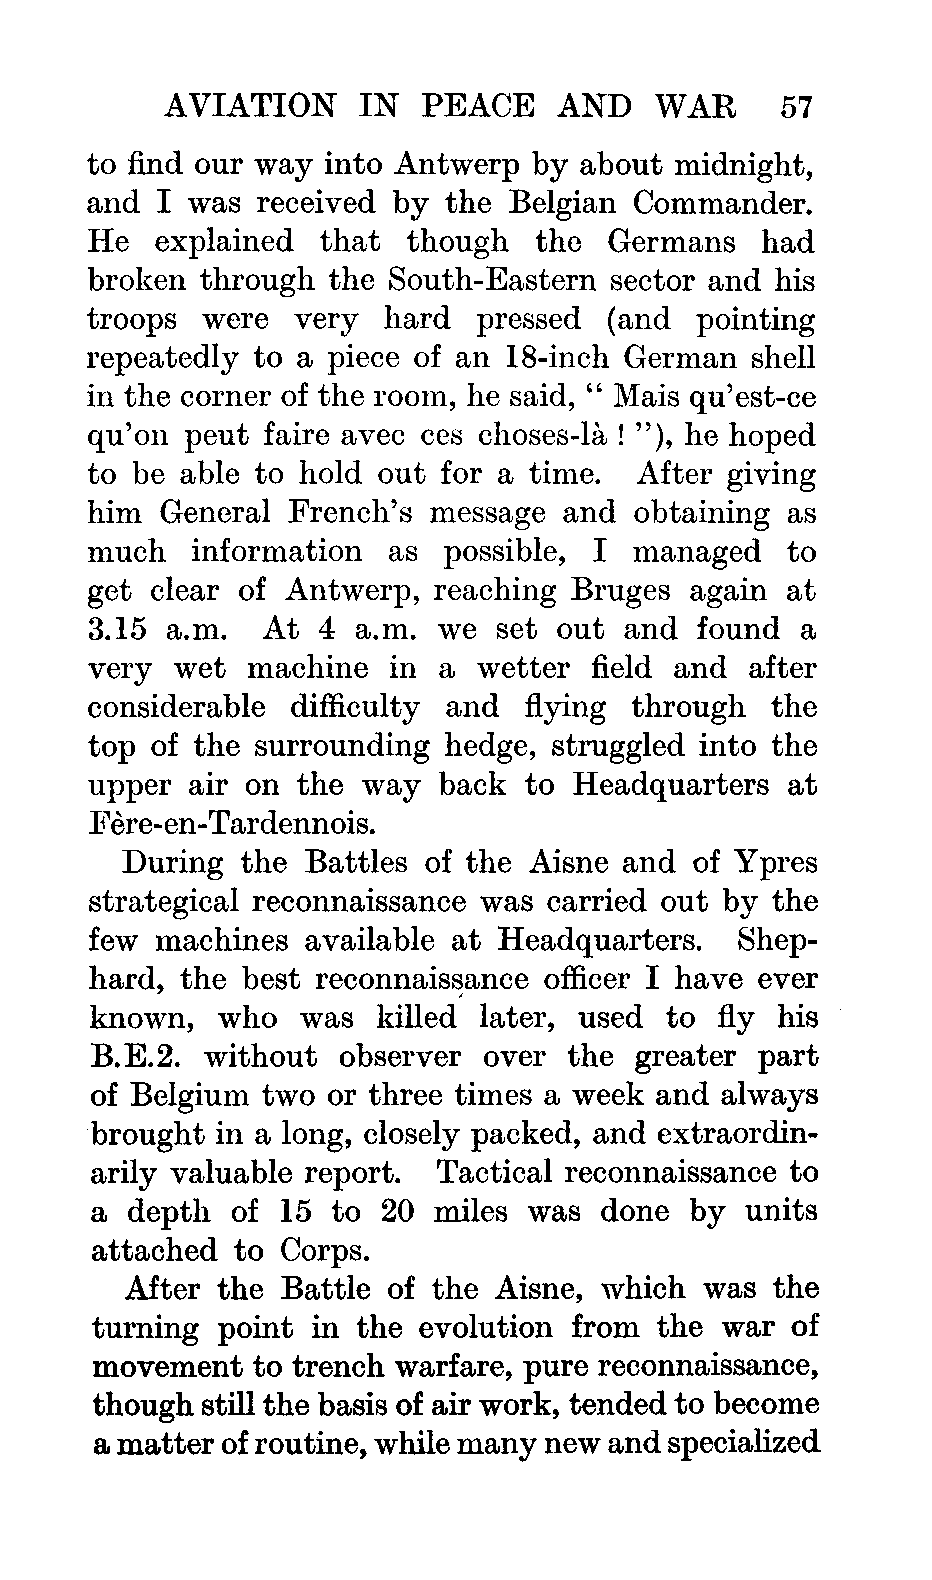 AVIATION IN PEACE AND WAR 57
to find our way into Antwerp by about midnight,
and I was received by the Belgian Commander.
He explained that though the Germans had
broken through the South-Eastern sector and his
troops were very hard pressed (and pointing
repeatedly to a piece of an 18-inch German shell
in the corner of the room, he said, “ Mais qu’est-ce
qu’on peut faire avec ces choses-là ! ”), he hoped
to be able to hold out for a time. After giving
him General French’s message and obtaining as
much information as possible, I managed to
get clear of Antwerp, reaching Bruges again at
3.15 a.m. At 4 a.m. we set out and found a
very wet machine in a wetter field and after
considerable difficulty and flying through the
top of the surrounding hedge, struggled into the
upper air on the way back to Headquarters at
Fère-en-Tardennois.
During the Battles of the Aisne and of Ypres
strategical reconnaissance was carried out by the
few machines available at Headquarters. Shep-
hard, the best reconnaissance officer I have ever
known, who was killed later, used to fly his
B.E.2. without observer over the greater part
of Belgium two or three times a week and always
brought in a long, closely packed, and extraordin-
arily valuable report. Tactical reconnaissance to
a depth of 15 to 20 miles was done by units
attached to Corps.
After the Battle of the Aisne, which was the
turning point in the evolution from the war of
movement to trench warfare, pure reconnaissance,
though still the basis of air work, tended to become
a matter of routine, while many new and specialized